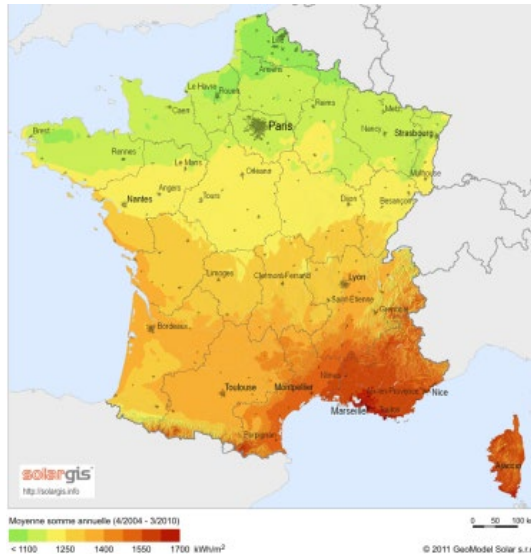 Lille
Amiens
Le Havre
Rouen
Caen
Reims
Metz
Paris
Brest
Nancy
Strasbourg
Rennes
Le Mans
Orléans
Mulhouse
Angers
Tours
Nantes
Dijon
Besançon
Limoges
Clermont-Ferrand
Lyon
Saint-Étienne
Grenoble
Bordeaux
Nîmes
Toulouse
Montpellier
Aix-en-Provence
Nice
Marseille
Toulon
Perpignan
Ajaccio
solargis
http://solargis.info
Moyenne somme annuelle (4/2004 - 3/2010)
< 1100 1250 1400 1550 1700 kWh/m²
0 50 100 k
© 2011 GeoModel Solar s.r.